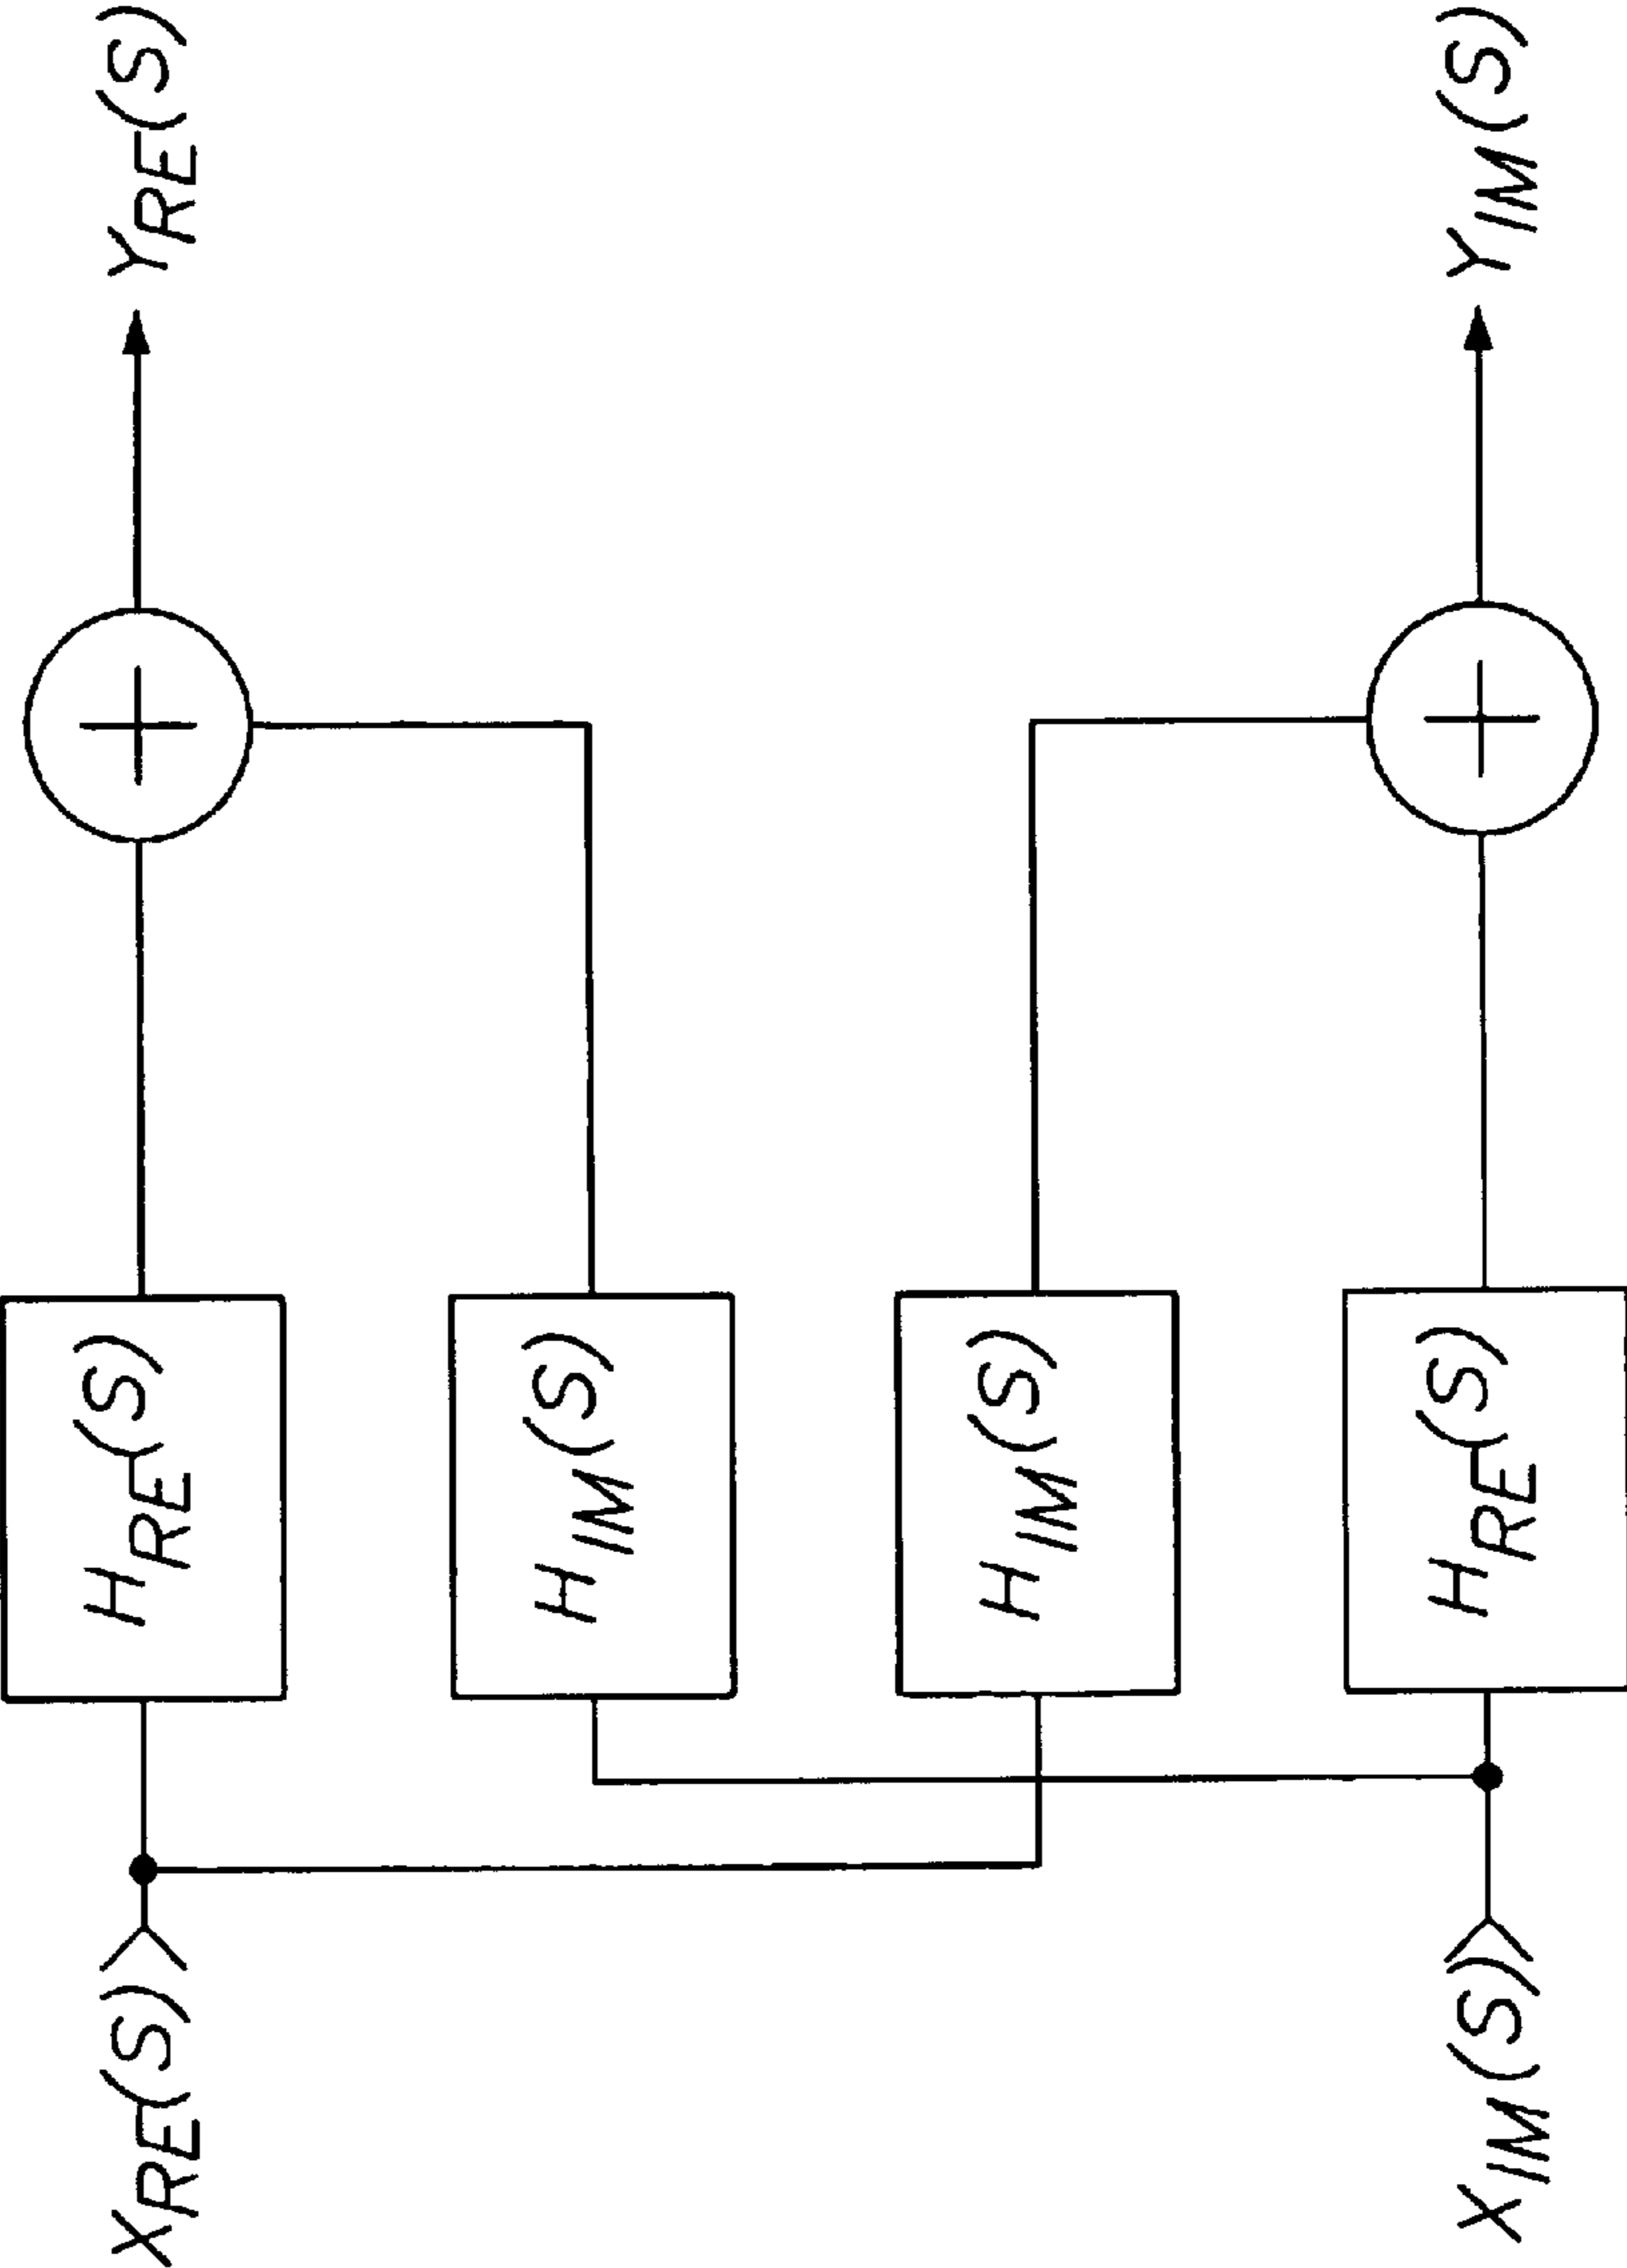 X_RE(S)
H_RE(S)
+
Y_RE(S)
H_IM(S)
H_IM(S)
X_IM(S)
H_RE(S)
+
Y_IM(S)